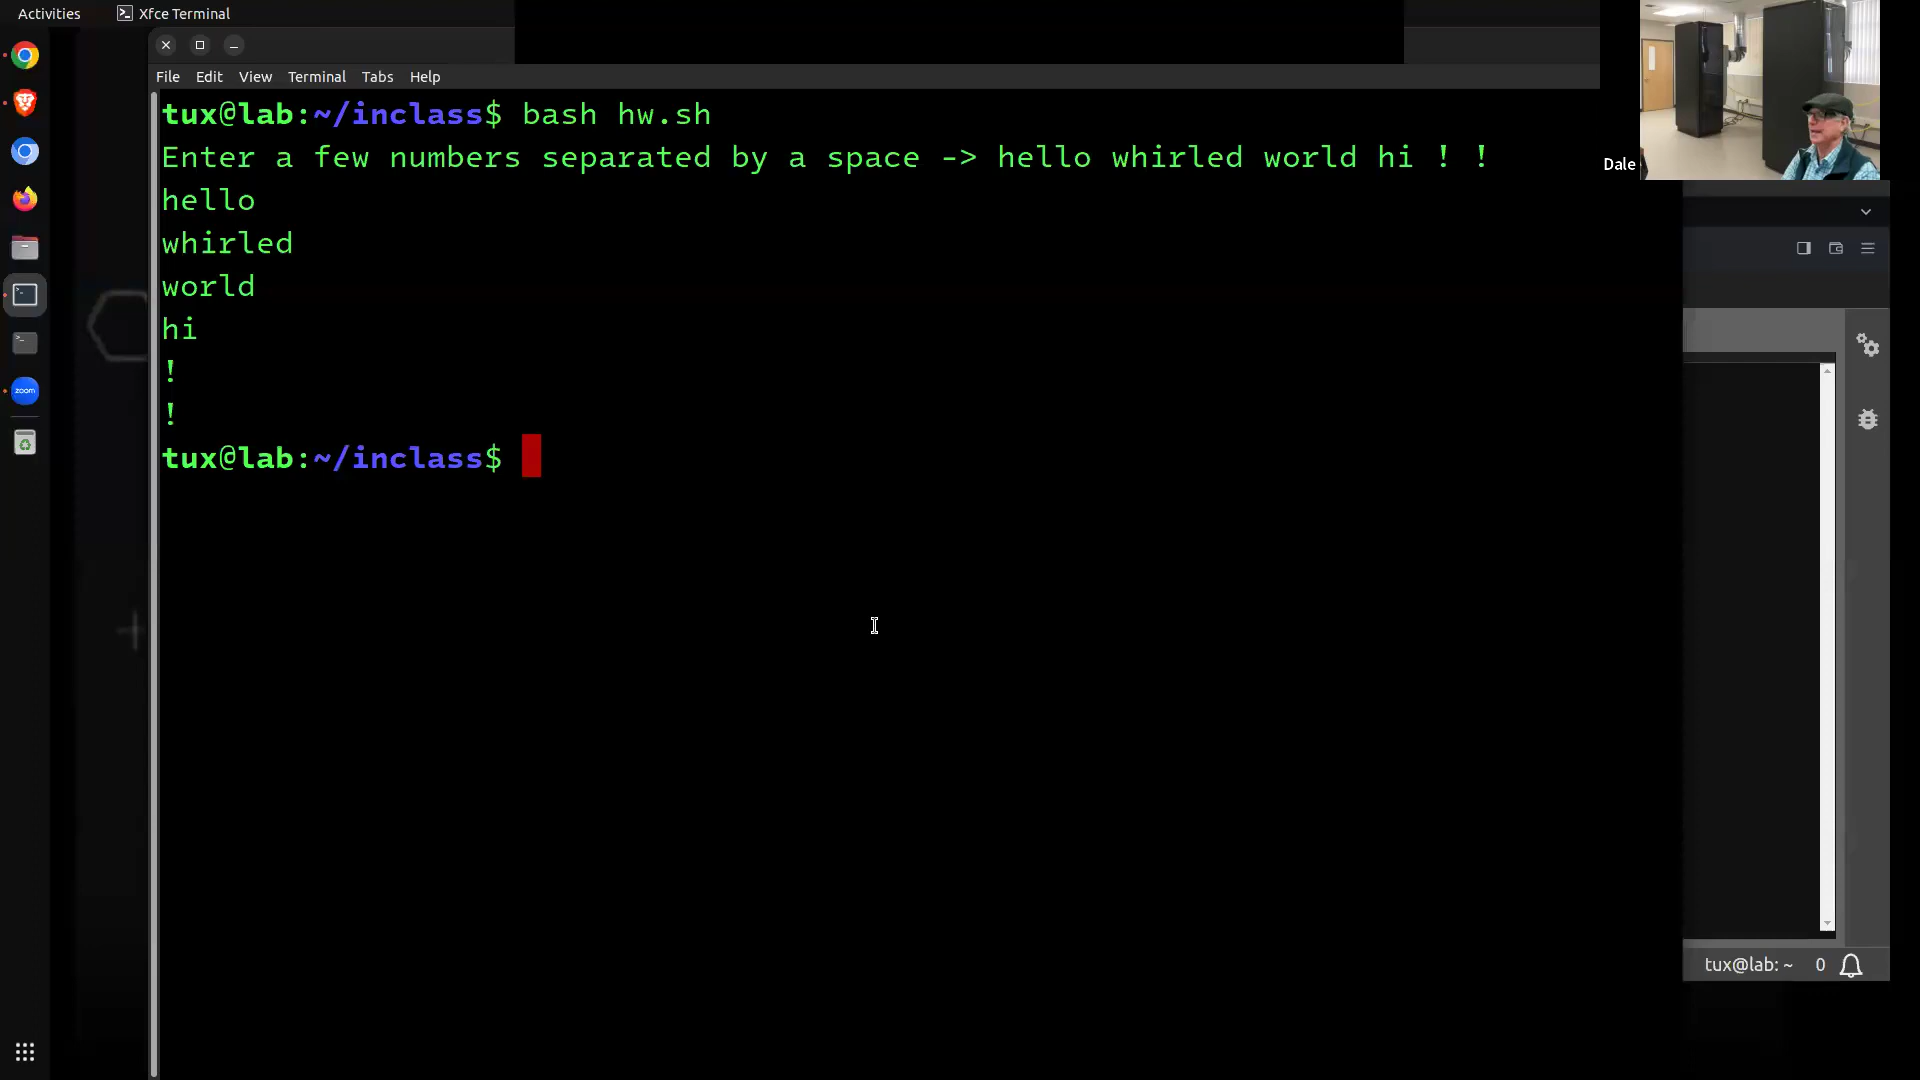 Activities
Xfce Terminal
File Edit View Terminal Tabs Help
tux@lab:~/inclass$ bash hw.sh
Enter a few numbers separated by a space -> hello whirled world hi ! !
hello
whirled
world
hi
!
!
tux@lab:~/inclass$
Dale
zoom
tux@lab: ~ 0